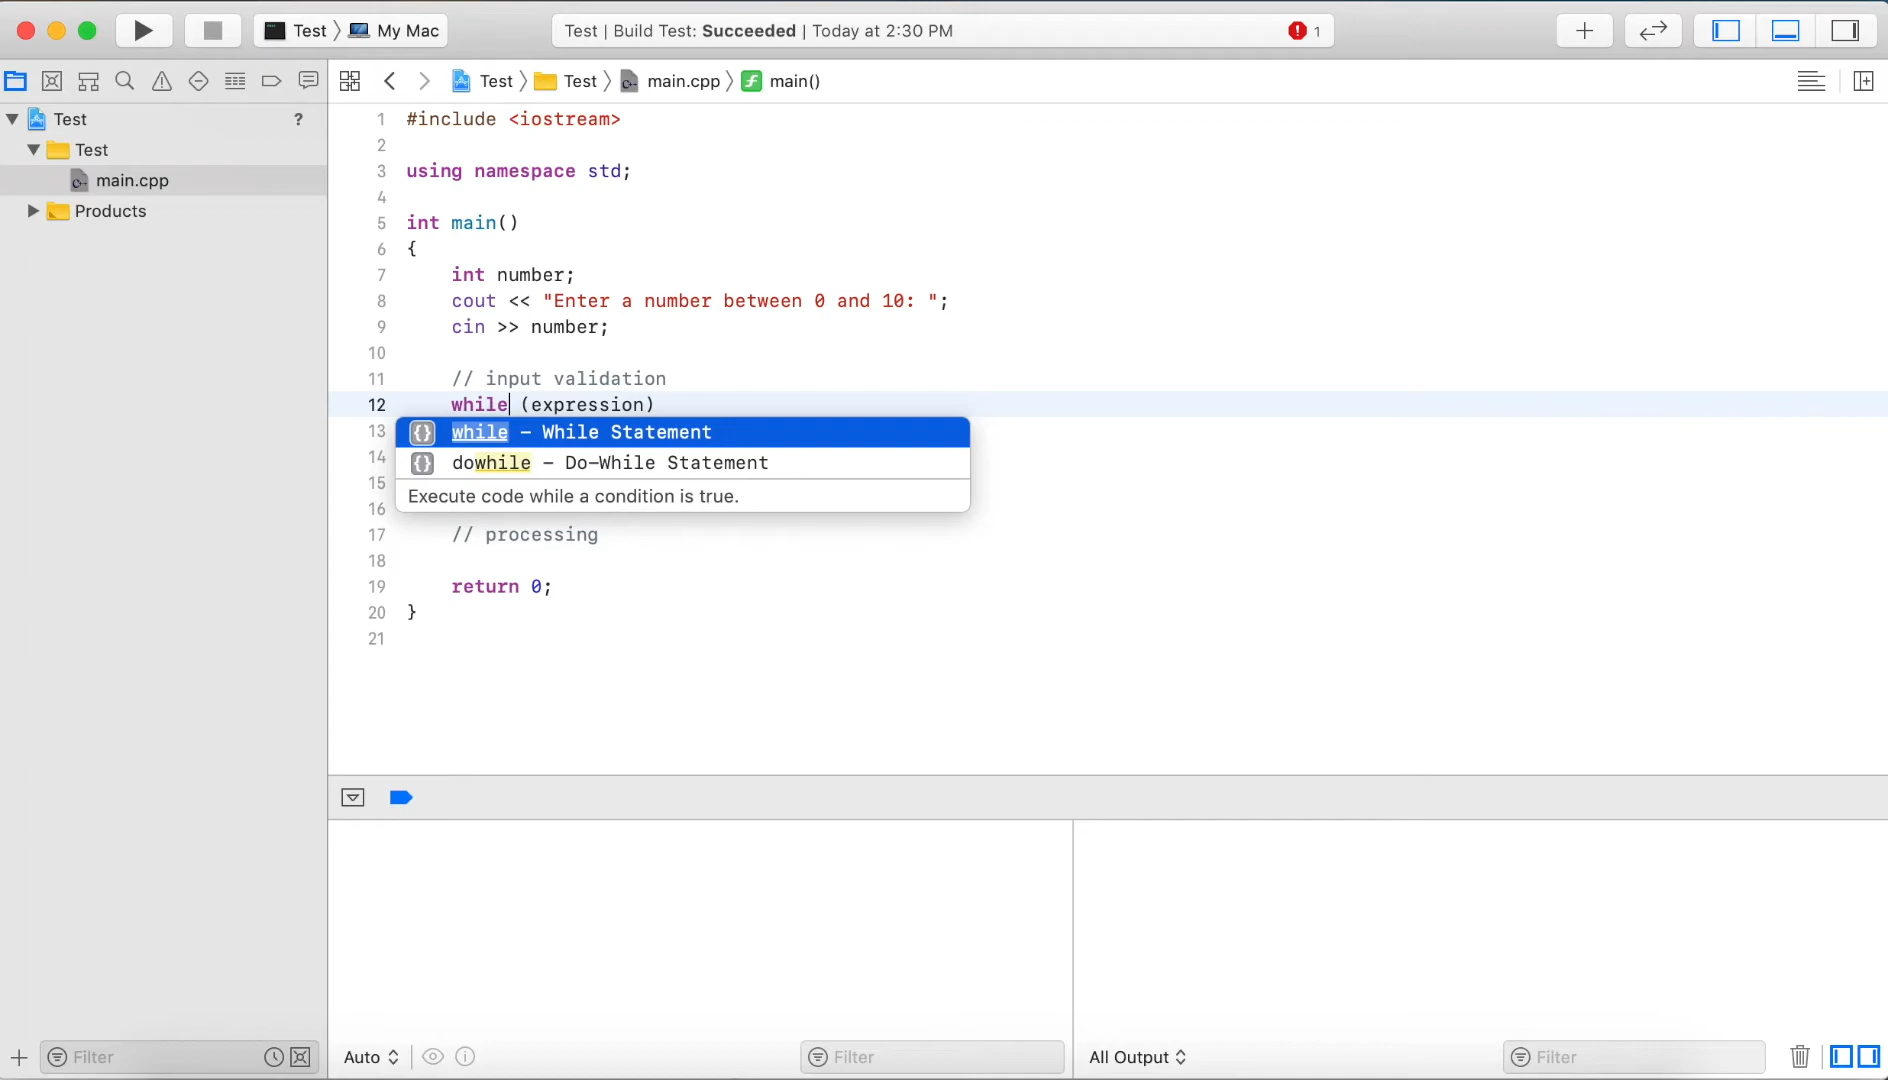 Test 〉 My Mac
Test | Build Test: Succeeded | Today at 2:30 PM
1
Test 〉 Test 〉 main.cpp 〉 main()
Test ?
Test
main.cpp
Products
1 #include <iostream>
2
3 using namespace std;
4
5 int main()
6 {
7 int number;
8 cout << "Enter a number between 0 and 10: ";
9 cin >> number;
10
11 // input validation
12 while (expression)
13 {} while – While Statement
14 {} dowhile – Do-While Statement
15
Execute code while a condition is true.
16
17 // processing
18
19 return 0;
20 }
21
Filter
Auto
Filter
All Output
Filter